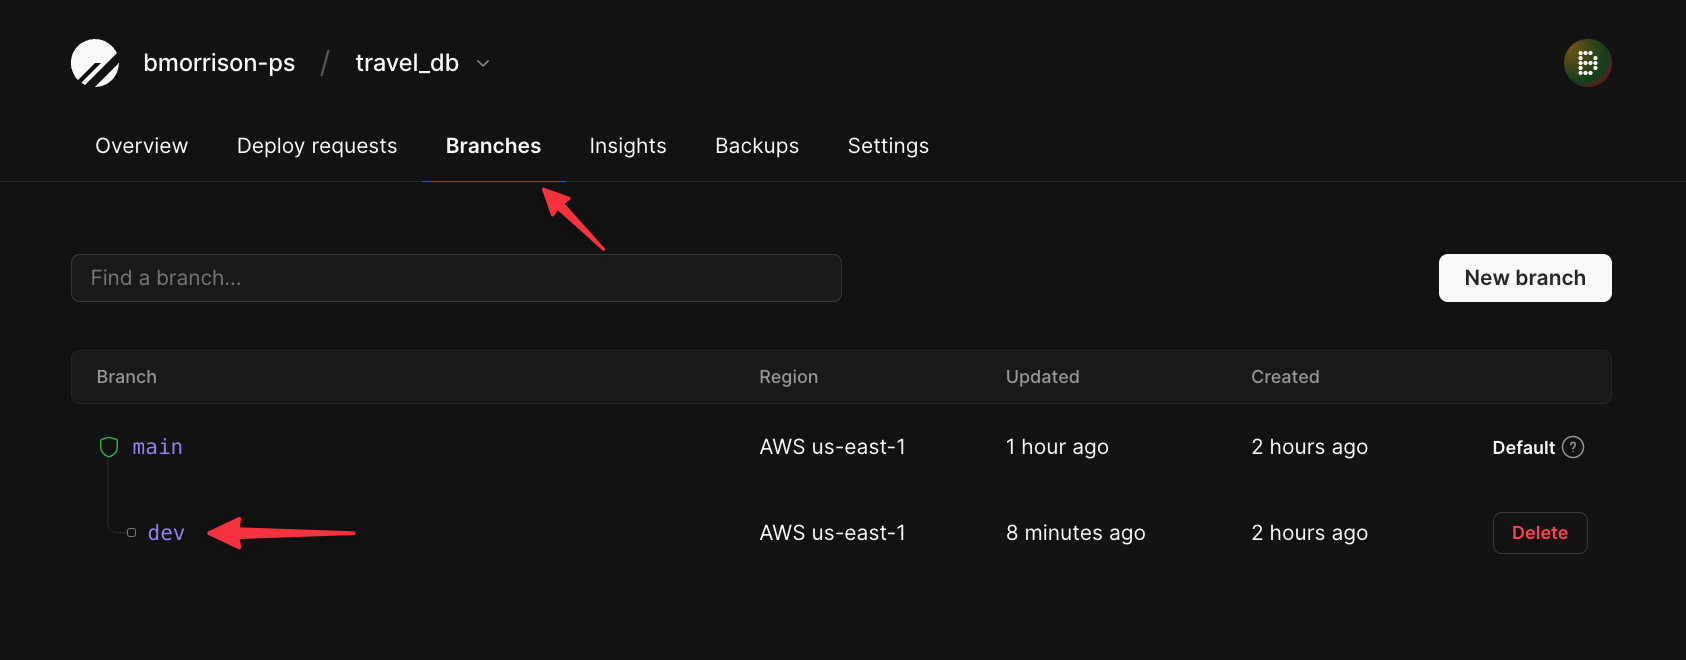 bmorrison-ps / travel_db
B
Overview Deploy requests Branches Insights Backups Settings
Find a branch... New branch
Branch Region Updated Created
main AWS us-east-1 1 hour ago 2 hours ago Default ?
dev AWS us-east-1 8 minutes ago 2 hours ago Delete